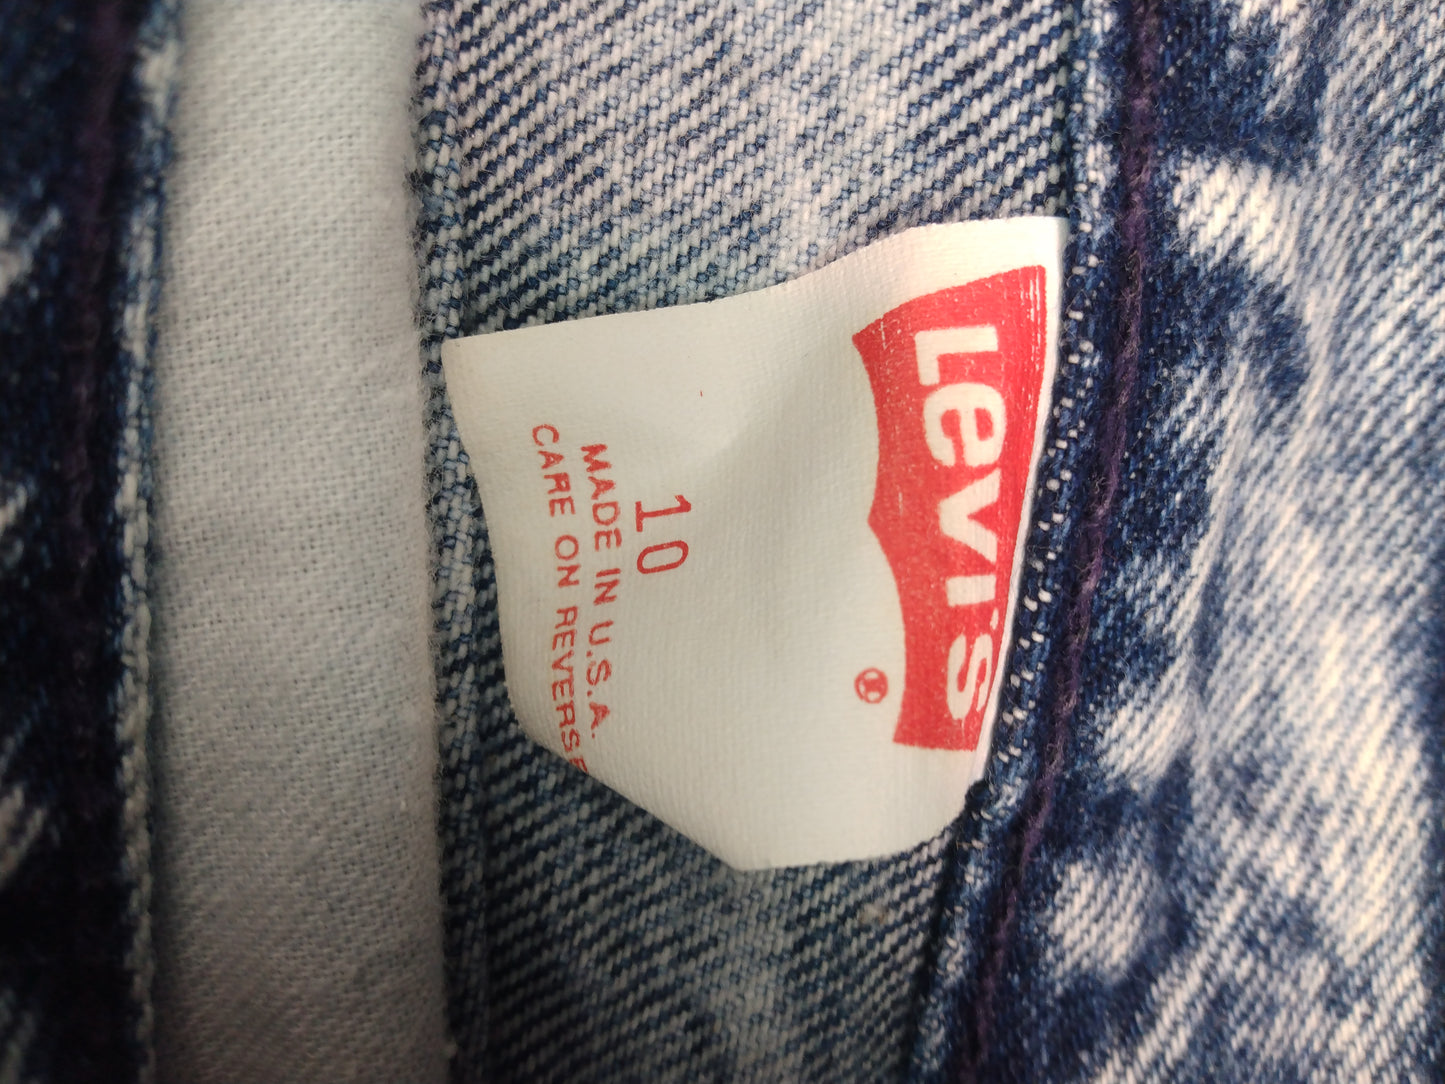 Levi's
®
10
MADE IN U.S.A.
CARE ON REVERSE